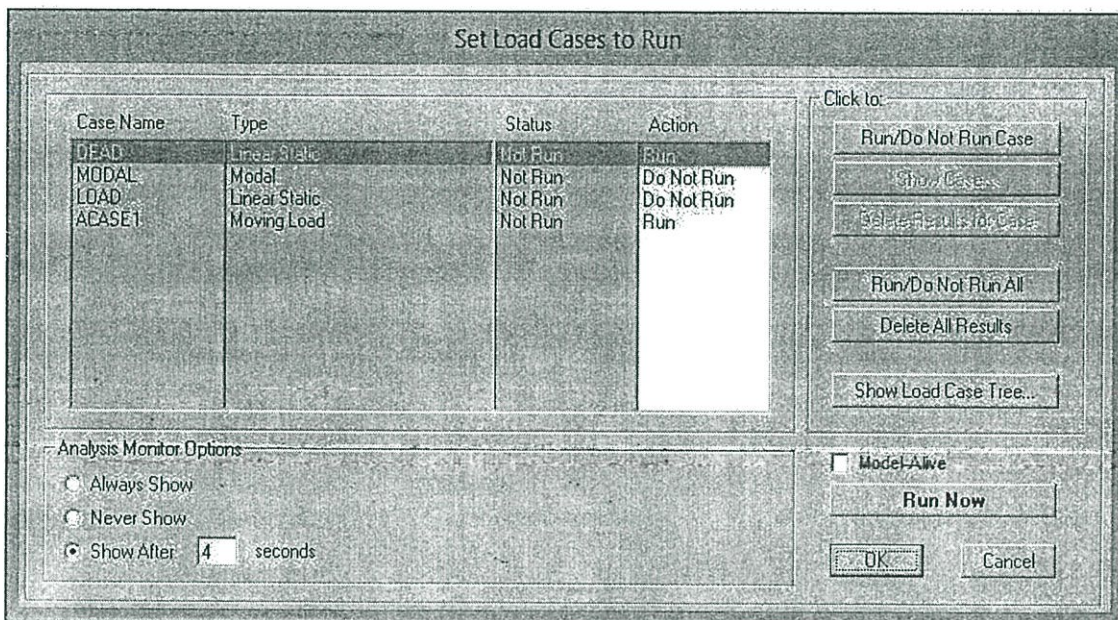 Set Load Cases to Run
Case Name Type Status Action
DEAD Linear Static Not Run Run
MODAL Modal Not Run Do Not Run
LOAD Linear Static Not Run Do Not Run
ACASE1 Moving Load Not Run Run
Click to:
Run/Do Not Run Case
Show Case...
Delete Results for Case
Run/Do Not Run All
Delete All Results
Show Load Case Tree...
Analysis Monitor Options
Always Show
Never Show
Show After 4 seconds
Model-Alive
Run Now
OK
Cancel